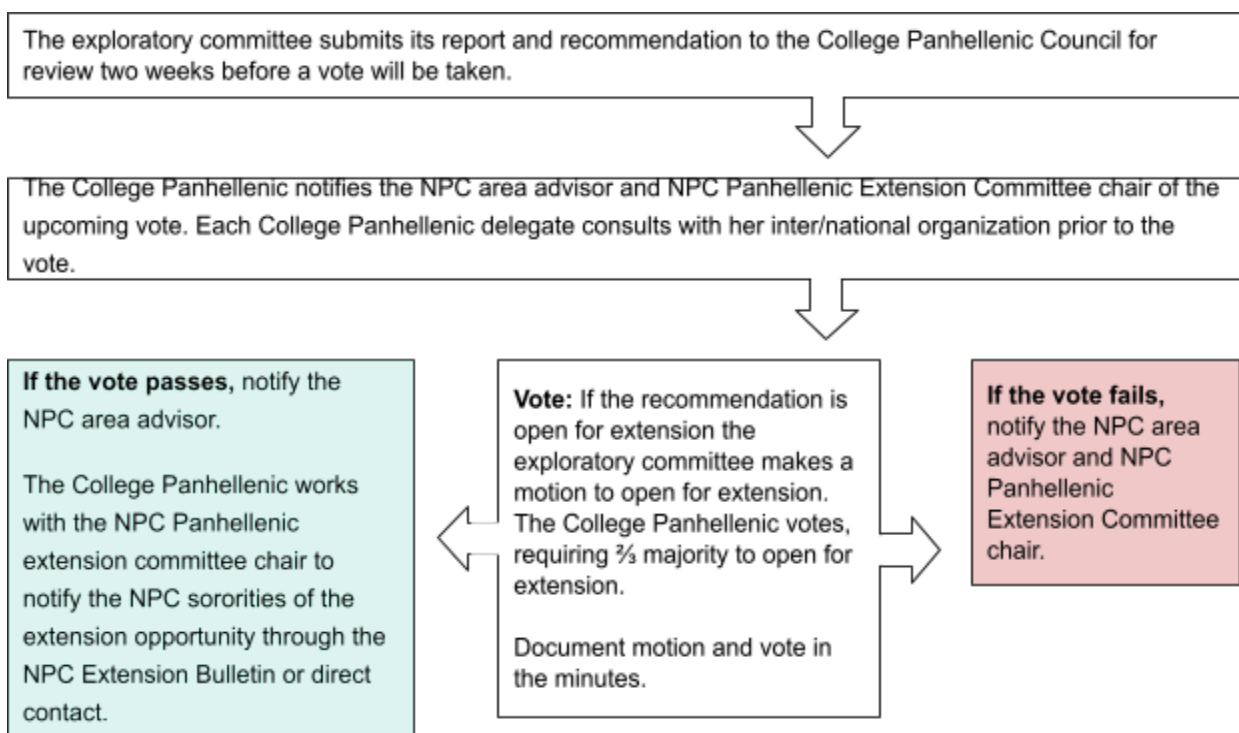 The exploratory committee submits its report and recommendation to the College Panhellenic Council for
review two weeks before a vote will be taken.
The College Panhellenic notifies the NPC area advisor and NPC Panhellenic Extension Committee chair of the
upcoming vote. Each College Panhellenic delegate consults with her inter/national organization prior to the
vote.
If the vote passes, notify the
NPC area advisor.
The College Panhellenic works
with the NPC Panhellenic
extension committee chair to
notify the NPC sororities of the
extension opportunity through the
NPC Extension Bulletin or direct
contact.
Vote: If the recommendation is
open for extension the
exploratory committee makes a
motion to open for extension.
The College Panhellenic votes,
requiring ⅔ majority to open for
extension.
Document motion and vote in
the minutes.
If the vote fails,
notify the NPC area
advisor and NPC
Panhellenic
Extension Committee
chair.